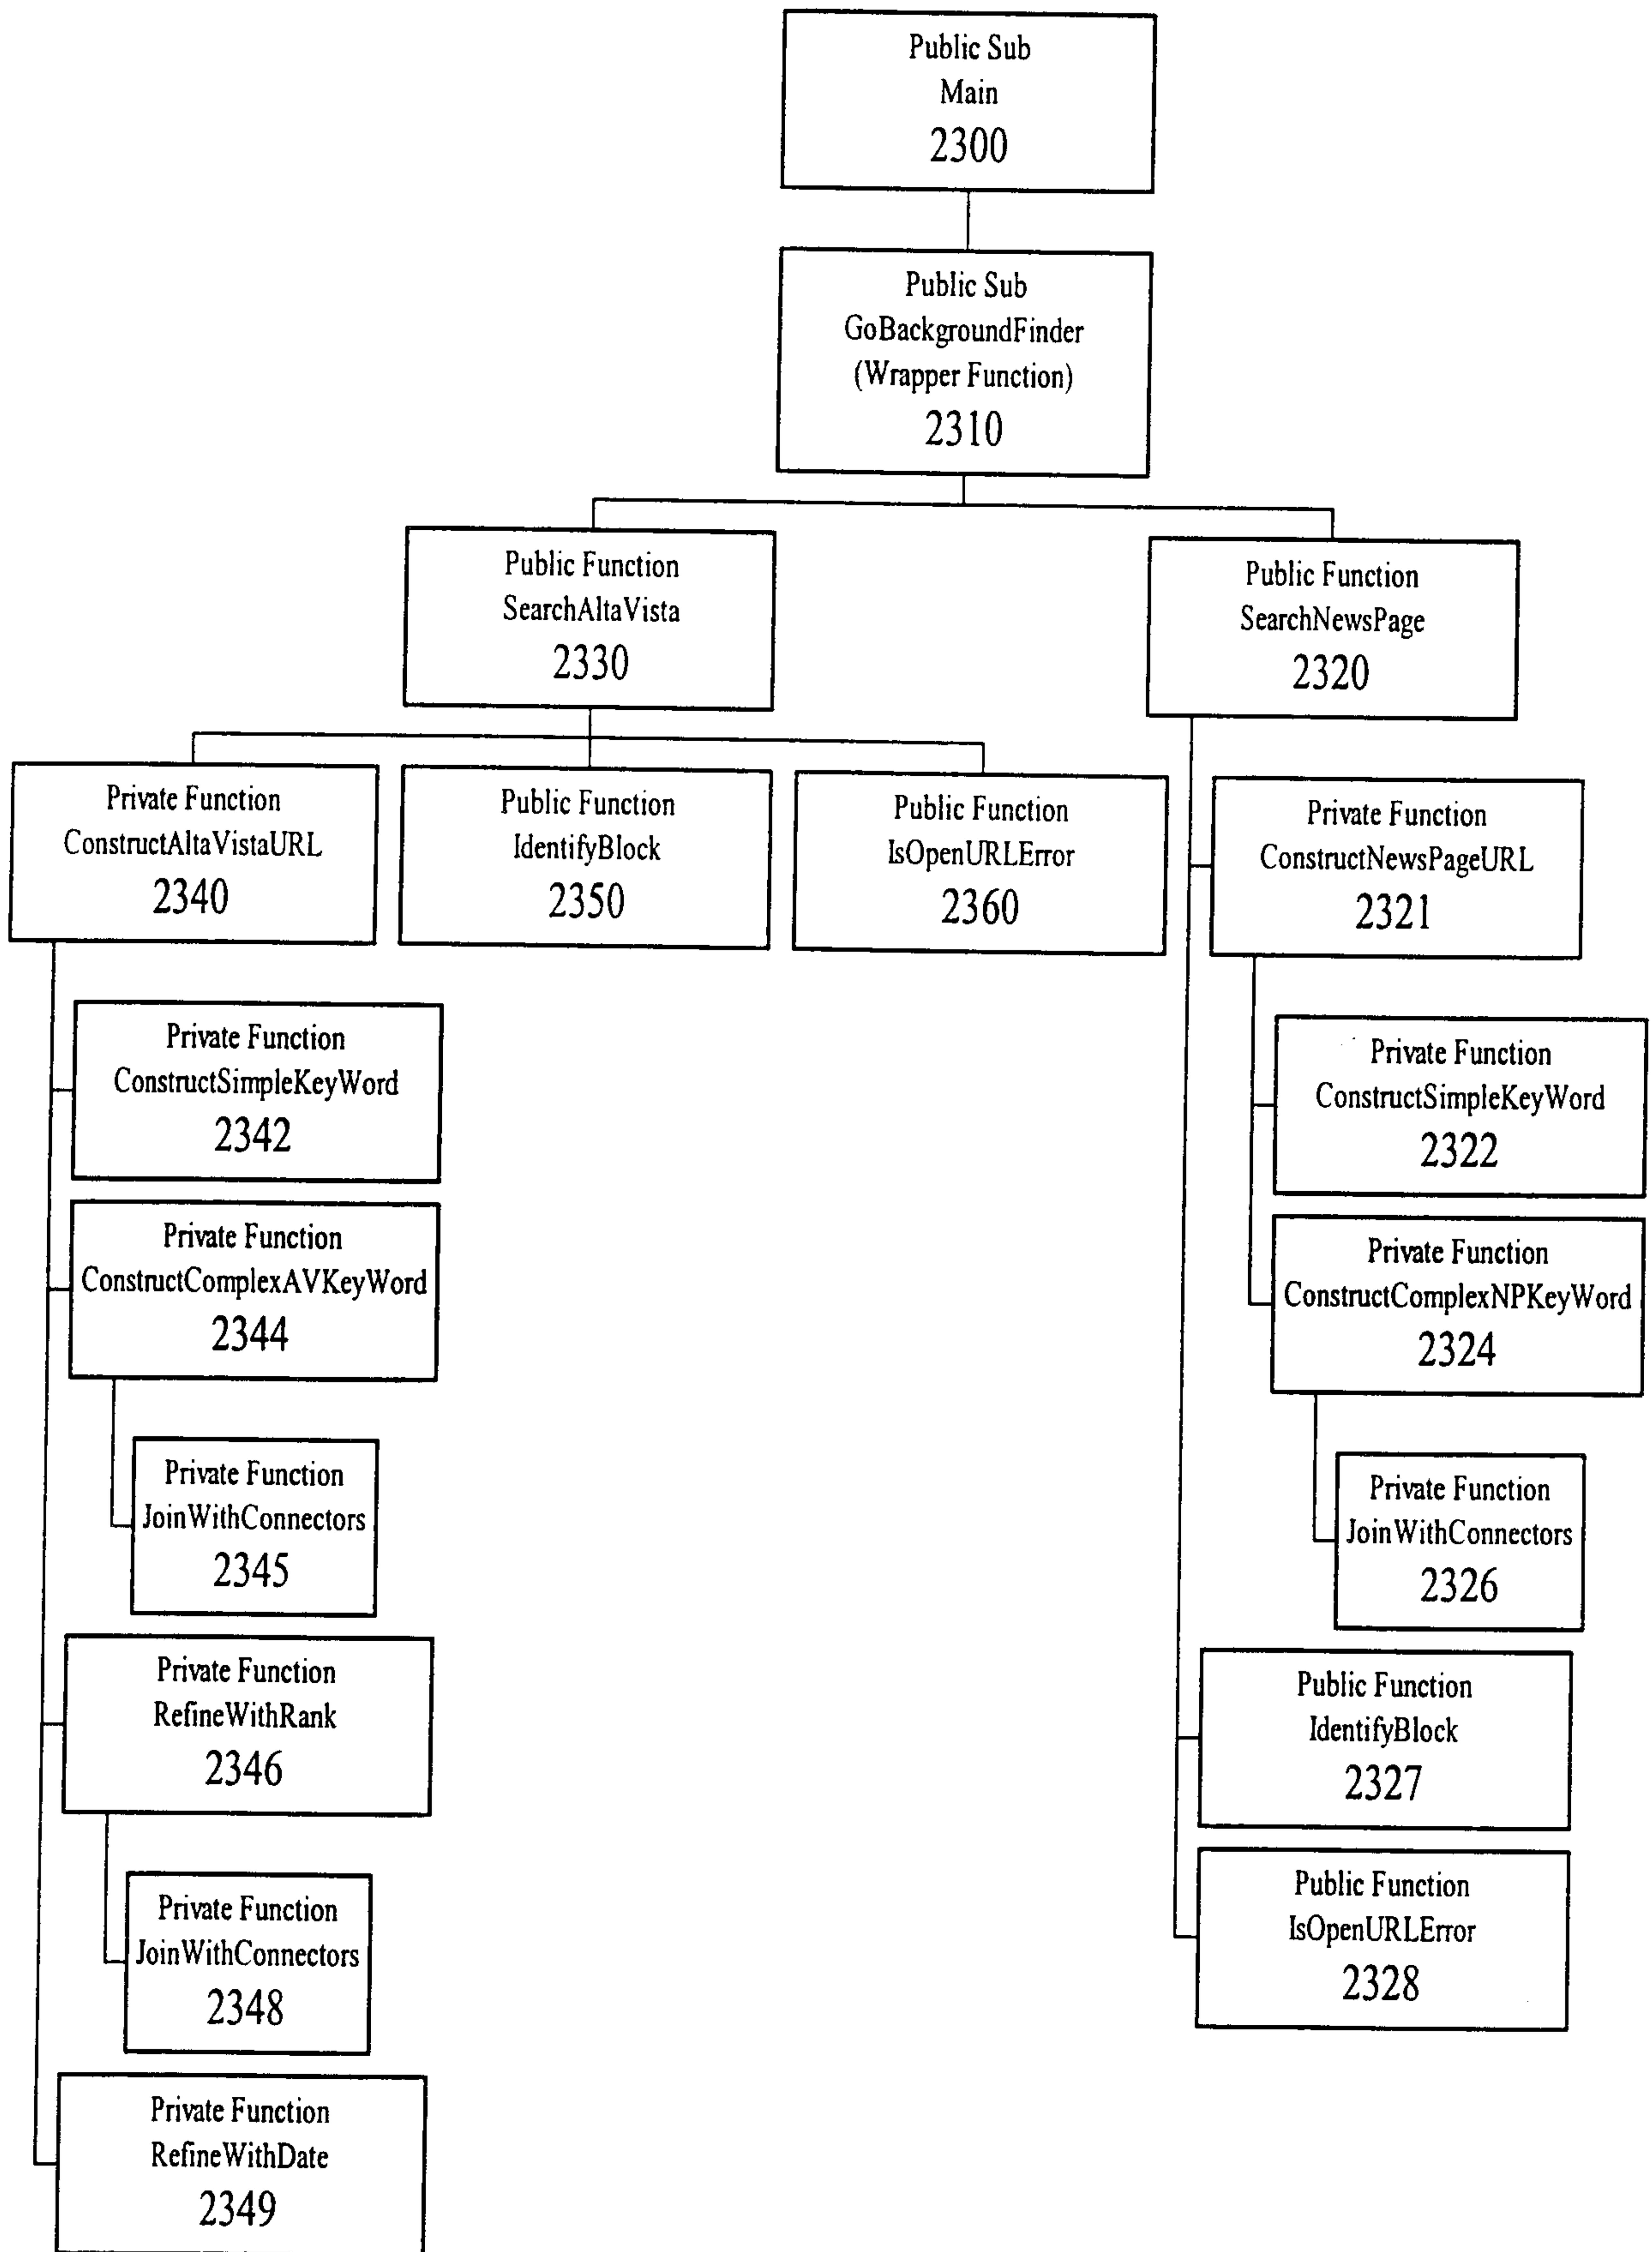 Public Sub
Main
2300
Public Sub
GoBackgroundFinder
(Wrapper Function)
2310
Public Function
SearchAltaVista
2330
Public Function
SearchNewsPage
2320
Private Function
ConstructAltaVistaURL
2340
Public Function
IdentifyBlock
2350
Public Function
IsOpenURLError
2360
Private Function
ConstructNewsPageURL
2321
Private Function
ConstructSimpleKeyWord
2342
Private Function
ConstructComplexAVKeyWord
2344
Private Function
JoinWithConnectors
2345
Private Function
RefineWithRank
2346
Private Function
JoinWithConnectors
2348
Private Function
RefineWithDate
2349
Private Function
ConstructSimpleKeyWord
2322
Private Function
ConstructComplexNPKeyWord
2324
Private Function
JoinWithConnectors
2326
Public Function
IdentifyBlock
2327
Public Function
IsOpenURLError
2328